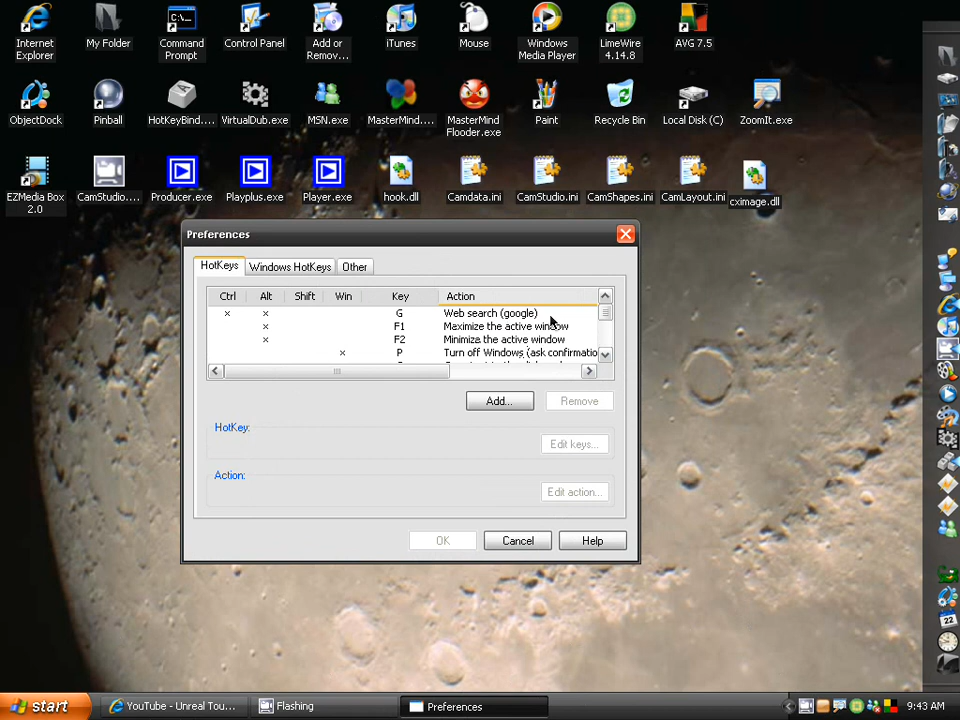 Internet
Explorer
My Folder
Command
Prompt
Control Panel
Add or
Remov...
iTunes
Mouse
Windows
Media Player
LimeWire
4.14.8
AVG 7.5
ObjectDock
Pinball
HotKeyBind....
VirtualDub.exe
MSN.exe
MasterMind....
MasterMind
Flooder.exe
Paint
Recycle Bin
Local Disk (C)
ZoomIt.exe
EZMedia Box
2.0
CamStudio....
Producer.exe
Playplus.exe
Player.exe
hook.dll
Camdata.ini
CamStudio.ini
CamShapes.ini
CamLayout.ini
cximage.dll
Preferences
HotKeys
Windows HotKeys
Other
Ctrl Alt Shift Win Key Action
× × G Web search (google)
× F1 Maximize the active window
× F2 Minimiza the active window
× P Turn off Windows (ask confirmatio
Add...
Remove
HotKey:
Edit keys...
Action:
Edit action...
OK
Cancel
Help
start
YouTube - Unreal Tou...
Flashing
Preferences
22
9:43 AM